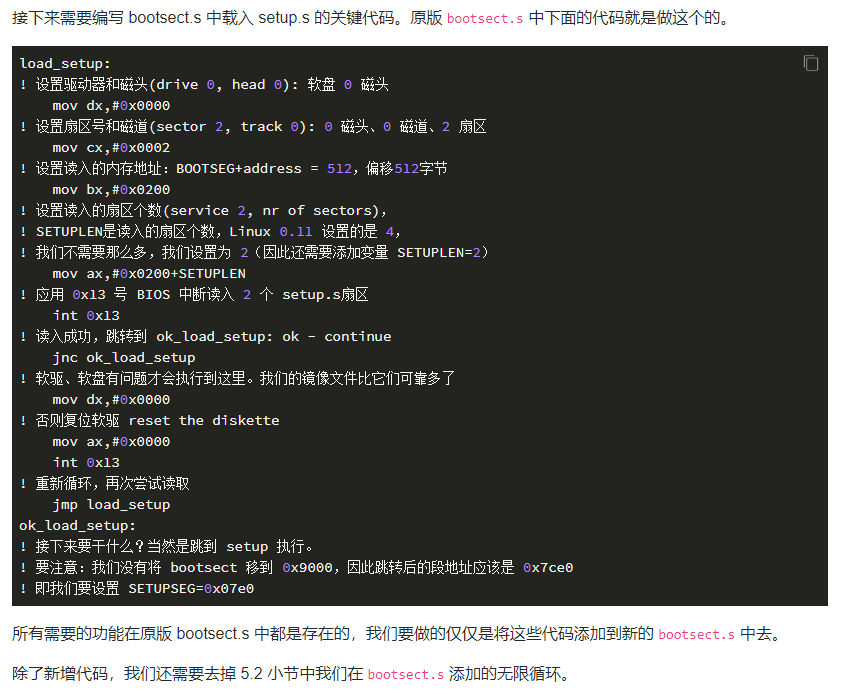 接下来需要编写 bootsect.s 中载入 setup.s 的关键代码。原版 bootsect.s 中下面的代码就是做这个的。
load_setup:
! 设置驱动器和磁头(drive 0, head 0): 软盘 0 磁头
    mov dx,#0x0000
! 设置扇区号和磁道(sector 2, track 0): 0 磁头、0 磁道、2 扇区
    mov cx,#0x0002
! 设置读入的内存地址：BOOTSEG+address = 512，偏移512字节
    mov bx,#0x0200
! 设置读入的扇区个数(service 2, nr of sectors)，
! SETUPLEN是读入的扇区个数，Linux 0.11 设置的是 4，
! 我们不需要那么多，我们设置为 2（因此还需要添加变量 SETUPLEN=2）
    mov ax,#0x0200+SETUPLEN
! 应用 0x13 号 BIOS 中断读入 2 个 setup.s扇区
    int 0x13
! 读入成功，跳转到 ok_load_setup: ok - continue
    jnc ok_load_setup
! 软驱、软盘有问题才会执行到这里。我们的镜像文件比它们可靠多了
    mov dx,#0x0000
! 否则复位软驱 reset the diskette
    mov ax,#0x0000
    int 0x13
! 重新循环，再次尝试读取
    jmp load_setup
ok_load_setup:
! 接下来要干什么？当然是跳到 setup 执行。
! 要注意：我们没有将 bootsect 移到 0x9000，因此跳转后的段地址应该是 0x7ce0
! 即我们要设置 SETUPSEG=0x07e0
所有需要的功能在原版 bootsect.s 中都是存在的，我们要做的仅仅是将这些代码添加到新的 bootsect.s 中去。
除了新增代码，我们还需要去掉 5.2 小节中我们在 bootsect.s 添加的无限循环。